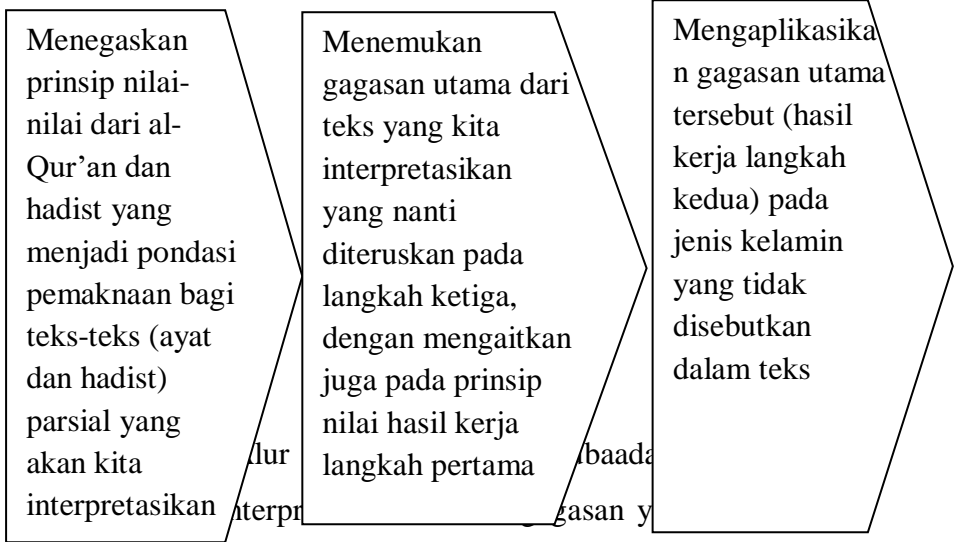 Menegaskan
prinsip nilai-
nilai dari al-
Qur’an dan
hadist yang
menjadi pondasi
pemaknaan bagi
teks-teks (ayat
dan hadist)
parsial yang
akan kita
interpretasikan
Menemukan
gagasan utama dari
teks yang kita
interpretasikan
yang nanti
diteruskan pada
langkah ketiga,
dengan mengaitkan
juga pada prinsip
nilai hasil kerja
langkah pertama
Mengaplikasika
n gagasan utama
tersebut (hasil
kerja langkah
kedua) pada
jenis kelamin
yang tidak
disebutkan
dalam teks